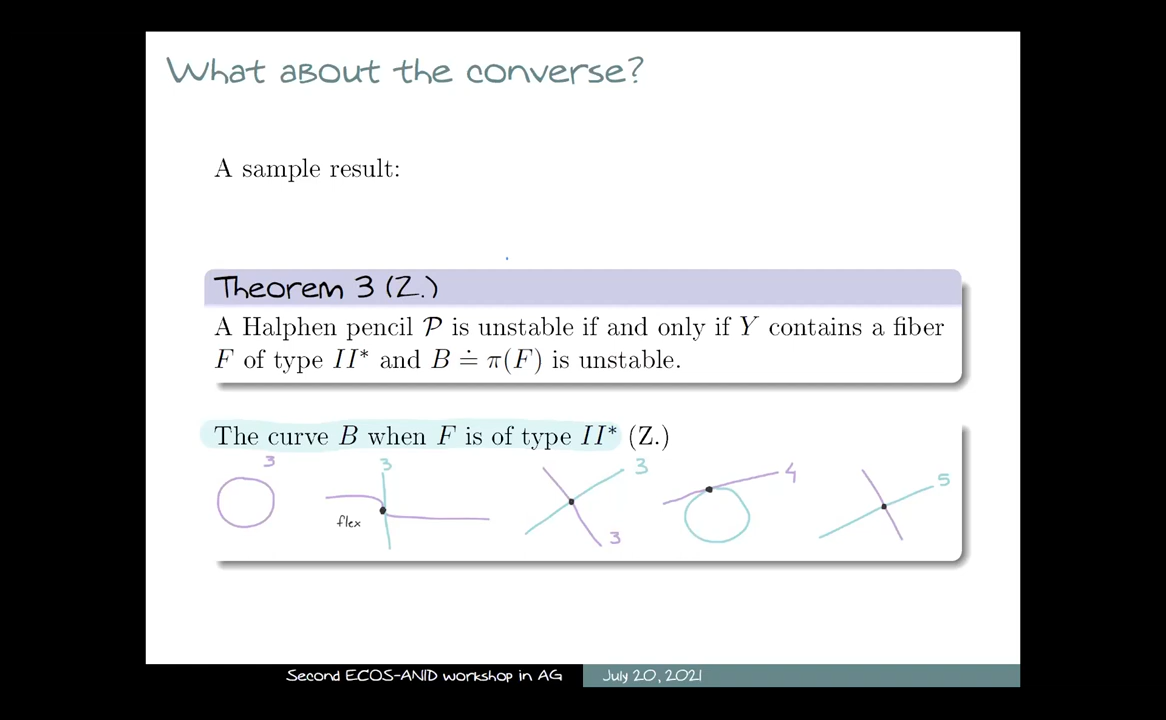 What about the converse?
A sample result:
Theorem 3 (Z.)
A Halphen pencil 𝒫 is unstable if and only if Y contains a fiber
F of type II* and B ≐ π(F) is unstable.
The curve B when F is of type II* (Z.)
3 3 3 4 5
flex 3
Second ECOS-ANID workshop in AG July 20, 2021